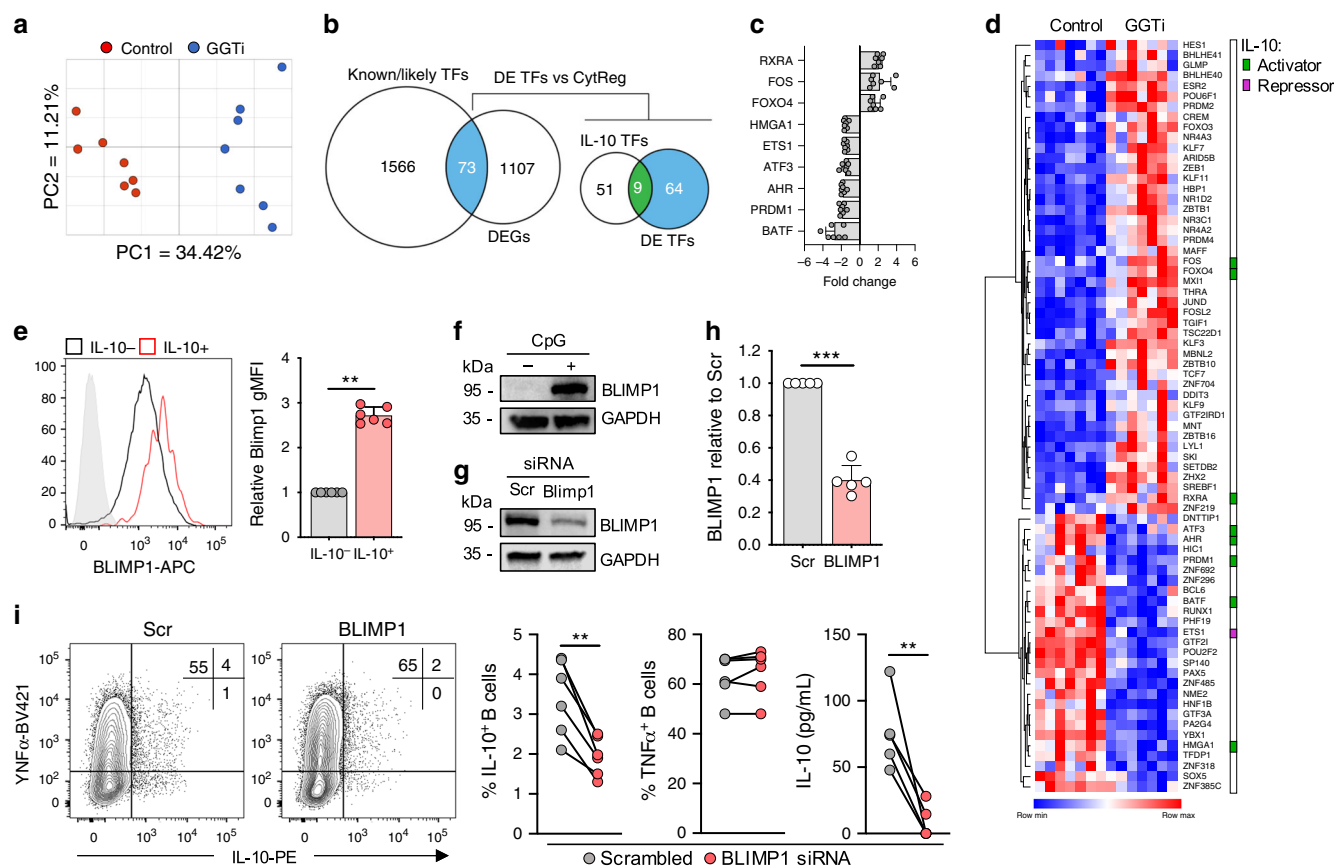 a
Control
GGTi
PC2 = 11.21%
PC1 = 34.42%
b
Known/likely TFs
DE TFs vs CytReg
1566
73
1107
DEGs
IL-10 TFs
51
9
64
DE TFs
c
RXRA
FOS
FOXO4
HMGA1
ETS1
ATF3
AHR
PRDM1
BATF
−6 −4 −2 0 2 4 6
Fold change
d
Control GGTi
IL-10:
Activator
Repressor
HES1
BHLHE41
GLMP
BHLHE40
ESR2
POU6F1
PRDM2
CREM
FOXO3
NR4A3
KLF7
ARID5B
ZEB1
KLF11
HBP1
NR1D2
ZBTB1
NR3C1
NR4A2
PRDM4
MAFF
FOS
FOXO4
MXI1
THRA
JUND
FOSL2
TGIF1
TSC22D1
KLF3
MBNL2
ZBTB10
TCF7
ZNF704
DDIT3
KLF9
GTF2IRD1
MNT
ZBTB16
LYL1
SKI
SETDB2
ZHX2
SREBF1
RXRA
ZNF219
DNTTIP1
ATF3
AHR
HIC1
PRDM1
ZNF692
ZNF296
BCL6
BATF
RUNX1
PHF19
ETS1
GTF2I
POU2F2
SP140
PAX5
ZNF485
NME2
HNF1B
GTF3A
PA2G4
YBX1
HMGA1
TFDP1
ZNF318
SOX5
ZNF385C
Row min
Row max
e
IL-10–
IL-10+
100
80
60
40
20
0
0 10³ 10⁴ 10⁵
BLIMP1-APC
Relative Blimp1 gMFI
4
3
2
1
0
**
IL-10⁻ IL-10⁺
f
CpG
kDa – +
95 -
BLIMP1
35 -
GAPDH
g
siRNA
kDa Scr Blimp1
95 -
BLIMP1
35 -
GAPDH
h
BLIMP1 relative to Scr
1.0
0.8
0.6
0.4
0.2
0.0
***
Scr BLIMP1
i
Scr
BLIMP1
55 4
1
65 2
0
YNFα-BV421
10⁵
10⁴
10³
10²
0
0 10³ 10⁴ 10⁵
10⁵
10⁴
10³
10²
0
0 10³ 10⁴ 10⁵
IL-10-PE
% IL-10⁺ B cells
5
4
3
2
1
0
**
% TNFα⁺ B cells
80
60
40
20
0
IL-10 (pg/mL)
150
100
50
0
**
Scrambled
BLIMP1 siRNA